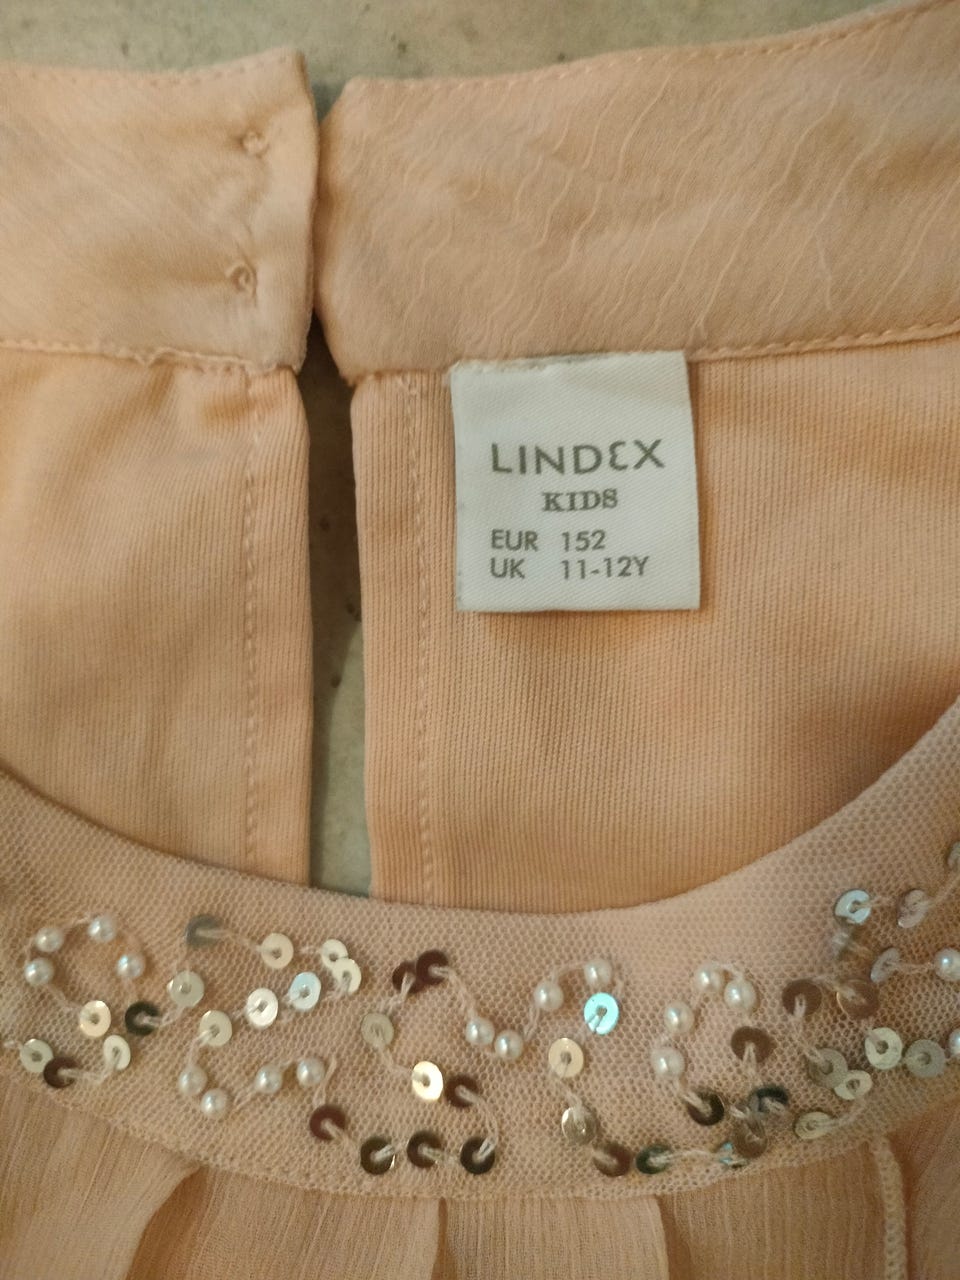 LINDEX
KIDS
EUR 152
UK 11-12Y